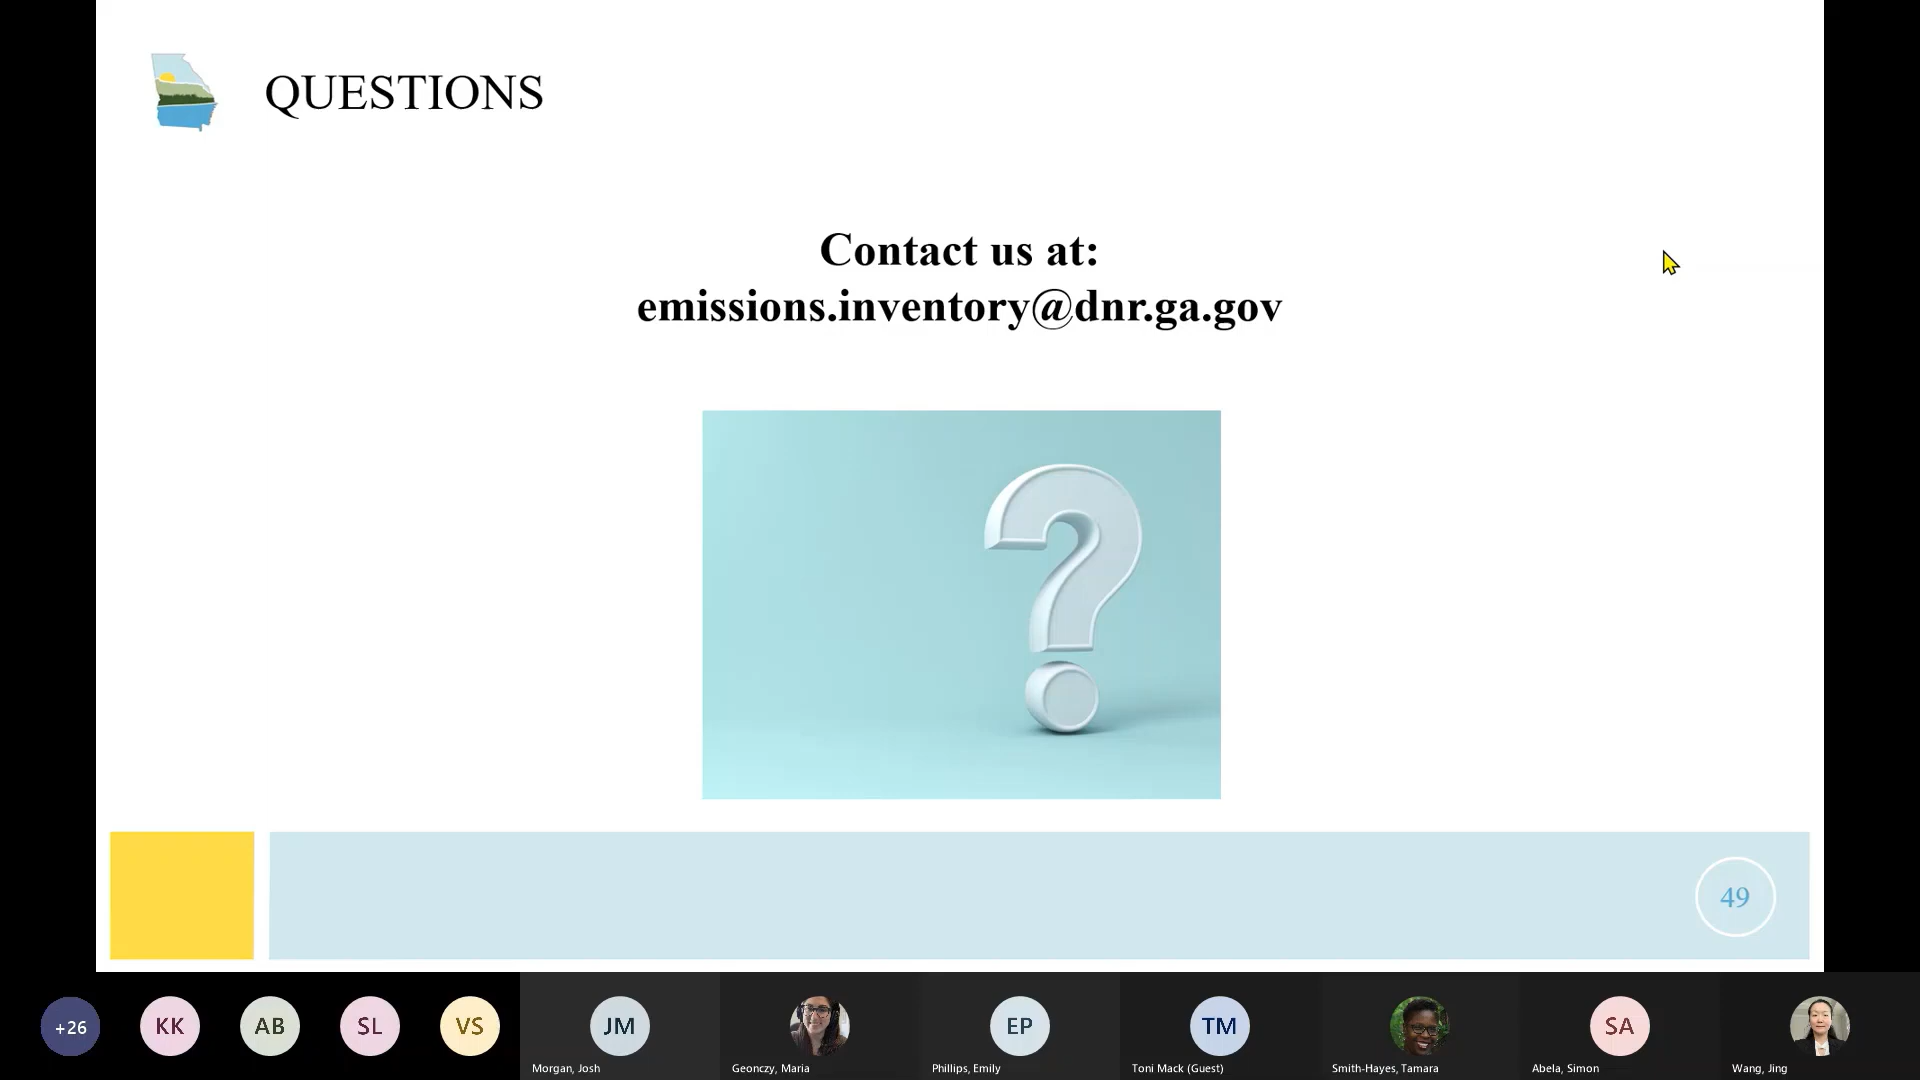 QUESTIONS
Contact us at:
emissions.inventory@dnr.ga.gov
?
49
+26
KK
AB
SL
VS
JM
EP
TM
SA
Morgan, Josh
Geonczy, Maria
Phillips, Emily
Toni Mack (Guest)
Smith-Hayes, Tamara
Abela, Simon
Wang, Jing